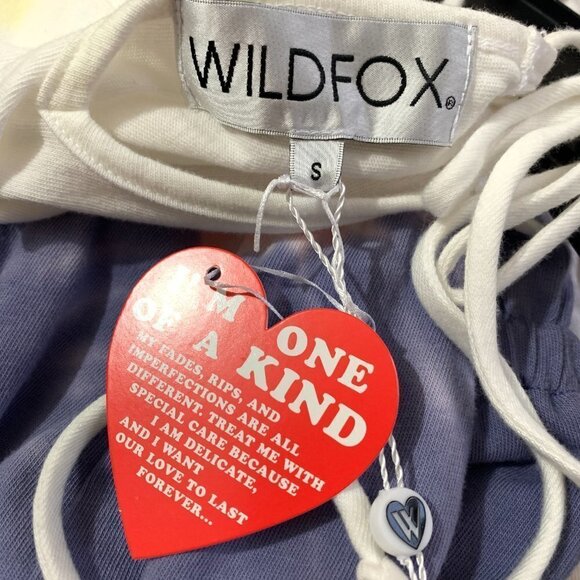 WILDFOX®
S
I'M ONE
OF A KIND
MY FADES, RIPS, AND
IMPERFECTIONS ARE ALL
DIFFERENT. TREAT ME WITH
SPECIAL CARE BECAUSE
I AM DELICATE,
AND I WANT
OUR LOVE TO LAST
FOREVER...
W